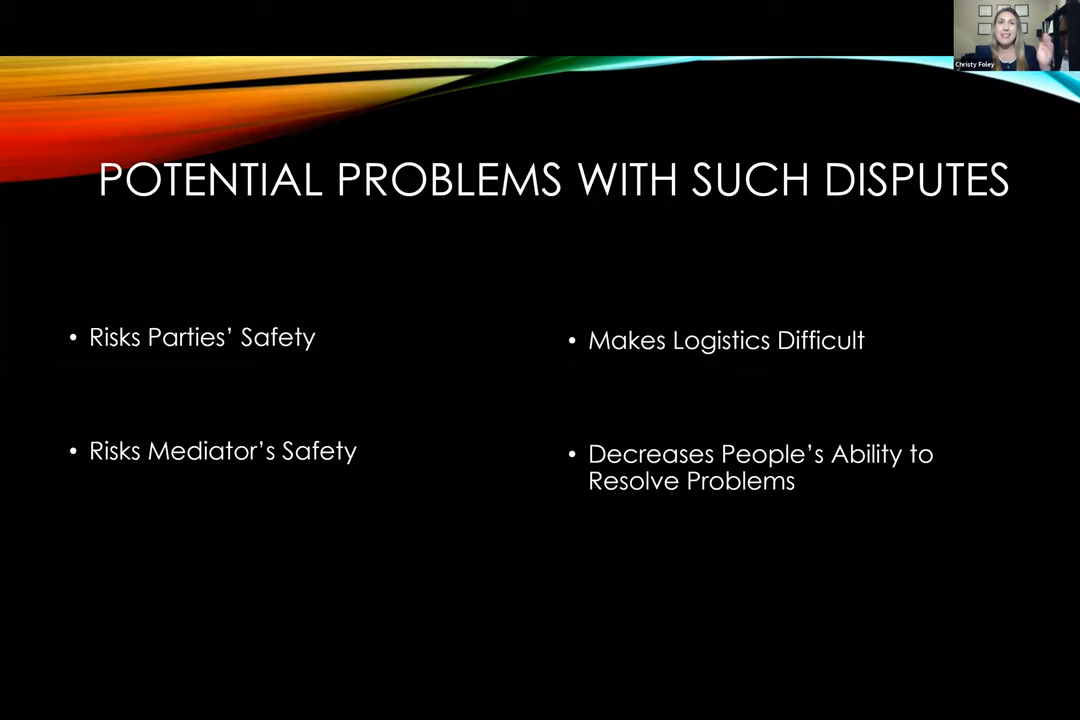 Christy Foley
POTENTIAL PROBLEMS WITH SUCH DISPUTES
• Risks Parties’ Safety
• Risks Mediator’s Safety
• Makes Logistics Difficult
• Decreases People’s Ability to
Resolve Problems